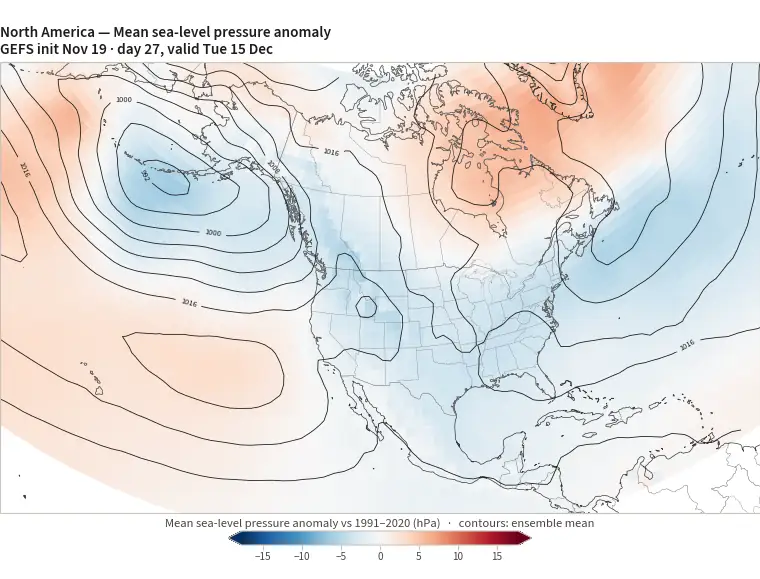 North America — Mean sea-level pressure anomaly
GEFS init Nov 19 · day 27, valid Tue 15 Dec
1000
1016
1016
1008
992
1000
1016
1016
Mean sea-level pressure anomaly vs 1991–2020 (hPa) · contours: ensemble mean
−15 −10 −5 0 5 10 15